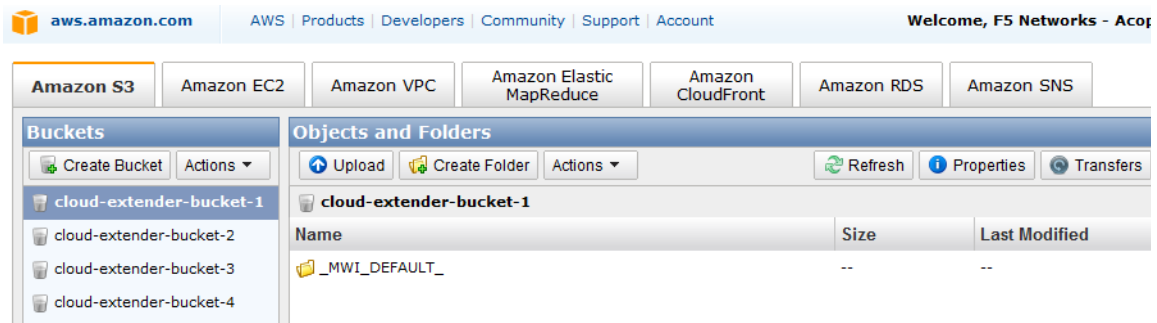 aws.amazon.com AWS | Products | Developers | Community | Support | Account Welcome, F5 Networks - Acop
Amazon S3 Amazon EC2 Amazon VPC Amazon Elastic MapReduce Amazon CloudFront Amazon RDS Amazon SNS
Buckets Objects and Folders
Create Bucket Actions Upload Create Folder Actions Refresh Properties Transfers
cloud-extender-bucket-1 cloud-extender-bucket-1
cloud-extender-bucket-2 Name Size Last Modified
cloud-extender-bucket-3 _MWI_DEFAULT_ -- --
cloud-extender-bucket-4